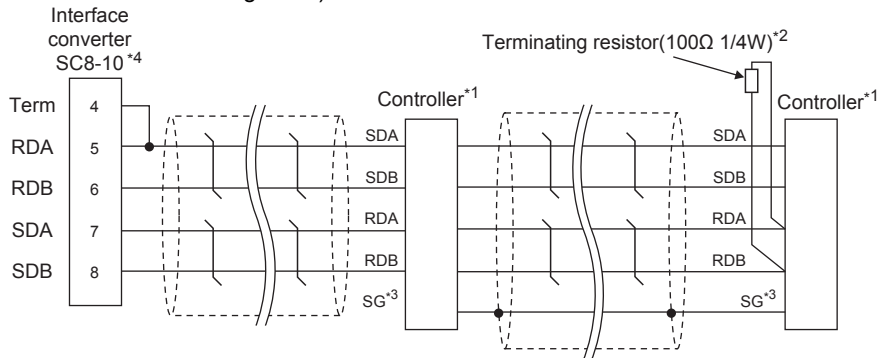 Interface
converter
SC8-10 *4
Terminating resistor(100Ω 1/4W)*2
Controller*1
Controller*1
Term 4
RDA 5
RDB 6
SDA 7
SDB 8
SDA
SDB
RDA
RDB
SG*3
SDA
SDB
RDA
RDB
SG*3